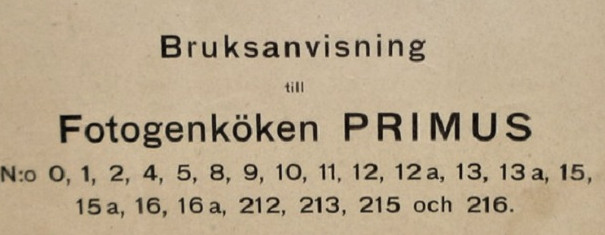 Bruksanvisning
till
Fotogenköken PRIMUS
N:o 0, 1, 2, 4, 5, 8, 9, 10, 11, 12, 12 a, 13, 13 a, 15,
15 a, 16, 16 a, 212, 213, 215 och 216.